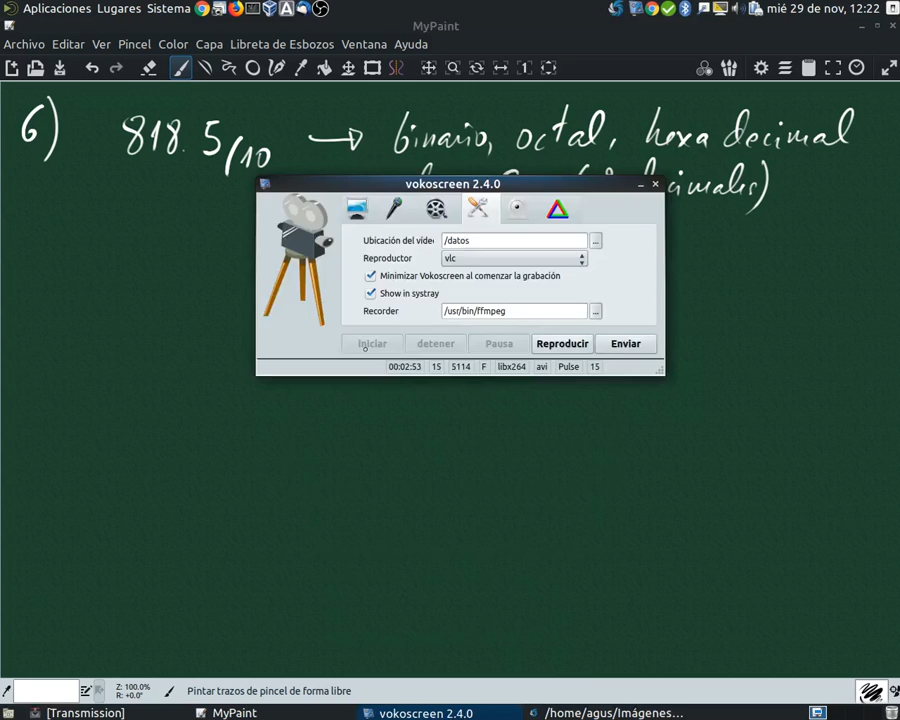 Aplicaciones Lugares Sistema
mié 29 de nov, 12:22
MyPaint
Archivo Editar Ver Pincel Color Capa Libreta de Esbozos Ventana Ayuda
6) 818.5/10 → binario, octal, hexadecimal
vokoscreen 2.4.0
Ubicación del víde /datos ...
Reproductor vlc
Minimizar Vokoscreen al comenzar la grabación
Show in systray
Recorder /usr/bin/ffmpeg ...
Iniciar detener Pausa Reproducir Enviar
00:02:53 15 5114 F libx264 avi Pulse 15
Z: 100.0%
R: +0.0°
Pintar trazos de pincel de forma libre
[Transmission] MyPaint vokoscreen 2.4.0 /home/agus/Imágenes...